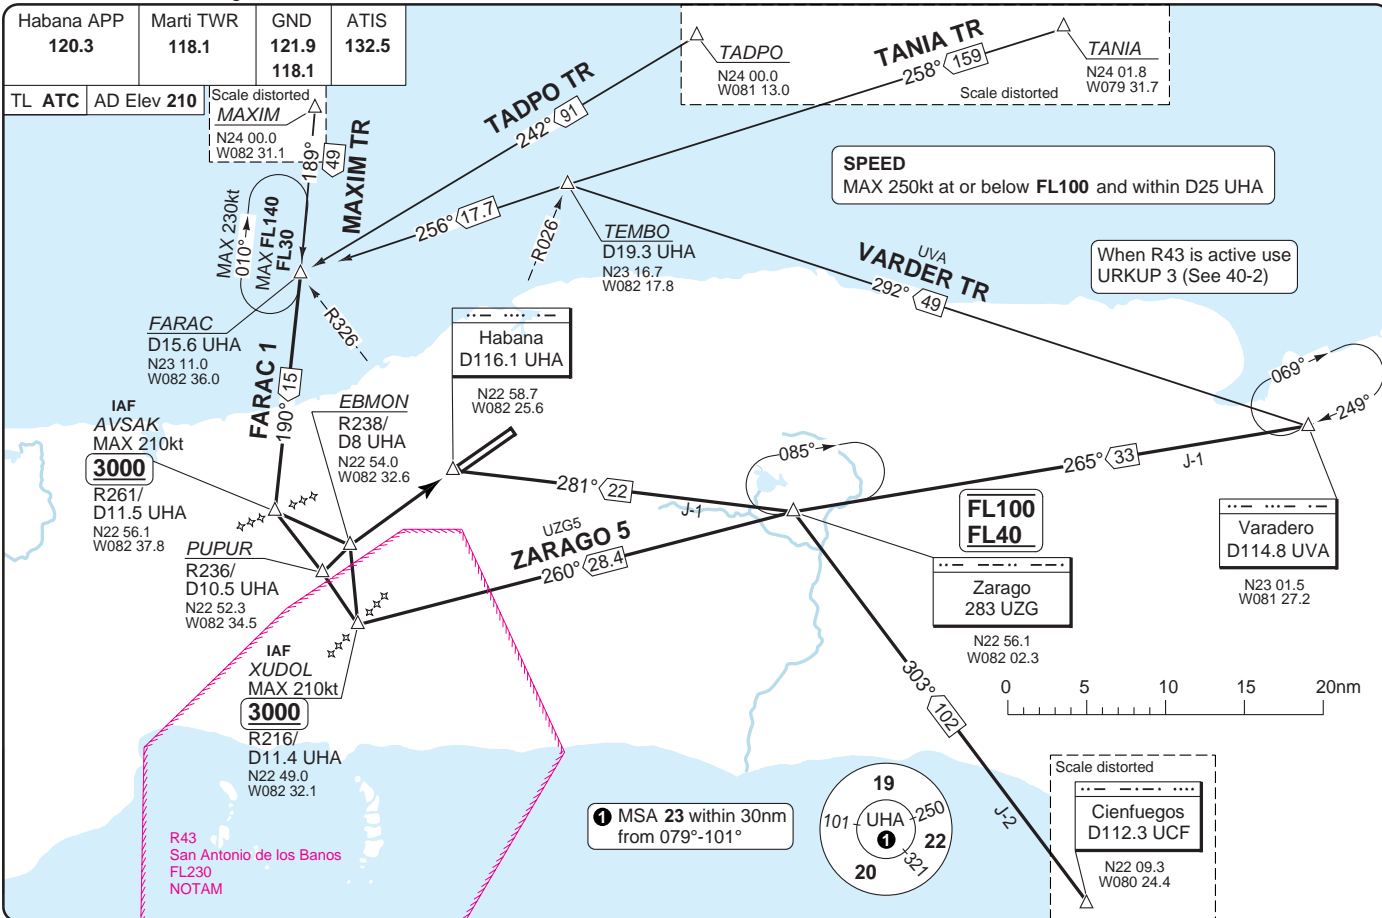 Habana APP
120.3
Marti TWR
118.1
GND
121.9
118.1
ATIS
132.5
TL ATC
AD Elev 210
Scale distorted
MAXIM
N24 00.0
W082 31.1
189°
49
MAXIM TR
TADPO TR
242°
91
TADPO
N24 00.0
W081 13.0
TANIA TR
258°
159
TANIA
N24 01.8
W079 31.7
Scale distorted
SPEED
MAX 250kt at or below FL100 and within D25 UHA
When R43 is active use
URKUP 3 (See 40-2)
MAX 230kt
010°
MAX FL140
FL30
256°
17.7
R026
TEMBO
D19.3 UHA
N23 16.7
W082 17.8
UVA
VARDER TR
292°
49
FARAC
D15.6 UHA
N23 11.0
W082 36.0
R326
FARAC 1
190°
15
Habana
D116.1 UHA
N22 58.7
W082 25.6
IAF
AVSAK
MAX 210kt
3000
R261/
D11.5 UHA
N22 56.1
W082 37.8
EBMON
R238/
D8 UHA
N22 54.0
W082 32.6
PUPUR
R236/
D10.5 UHA
N22 52.3
W082 34.5
IAF
XUDOL
MAX 210kt
3000
R216/
D11.4 UHA
N22 49.0
W082 32.1
281°
22
J-1
UZG5
ZARAGO 5
260°
28.4
085°
265°
33
J-1
069°
249°
FL100
FL40
Zarago
283 UZG
N22 56.1
W082 02.3
Varadero
D114.8 UVA
N23 01.5
W081 27.2
303°
102
J-2
0 5 10 15 20nm
Scale distorted
Cienfuegos
D112.3 UCF
N22 09.3
W080 24.4
R43
San Antonio de los Banos
FL230
NOTAM
1 MSA 23 within 30nm
from 079°-101°
19
101
UHA
250
1
22
321
20